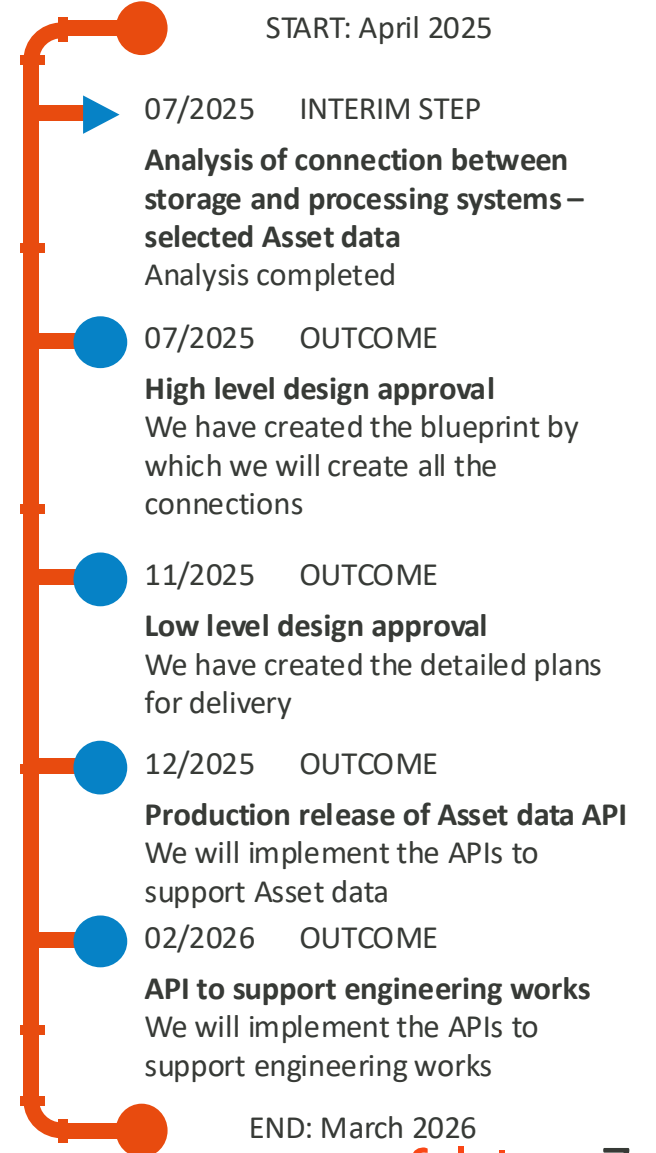 START: April 2025
07/2025 INTERIM STEP
Analysis of connection between
storage and processing systems –
selected Asset data
Analysis completed
07/2025 OUTCOME
High level design approval
We have created the blueprint by
which we will create all the
connections
11/2025 OUTCOME
Low level design approval
We have created the detailed plans
for delivery
12/2025 OUTCOME
Production release of Asset data API
We will implement the APIs to
support Asset data
02/2026 OUTCOME
API to support engineering works
We will implement the APIs to
support engineering works
END: March 2026